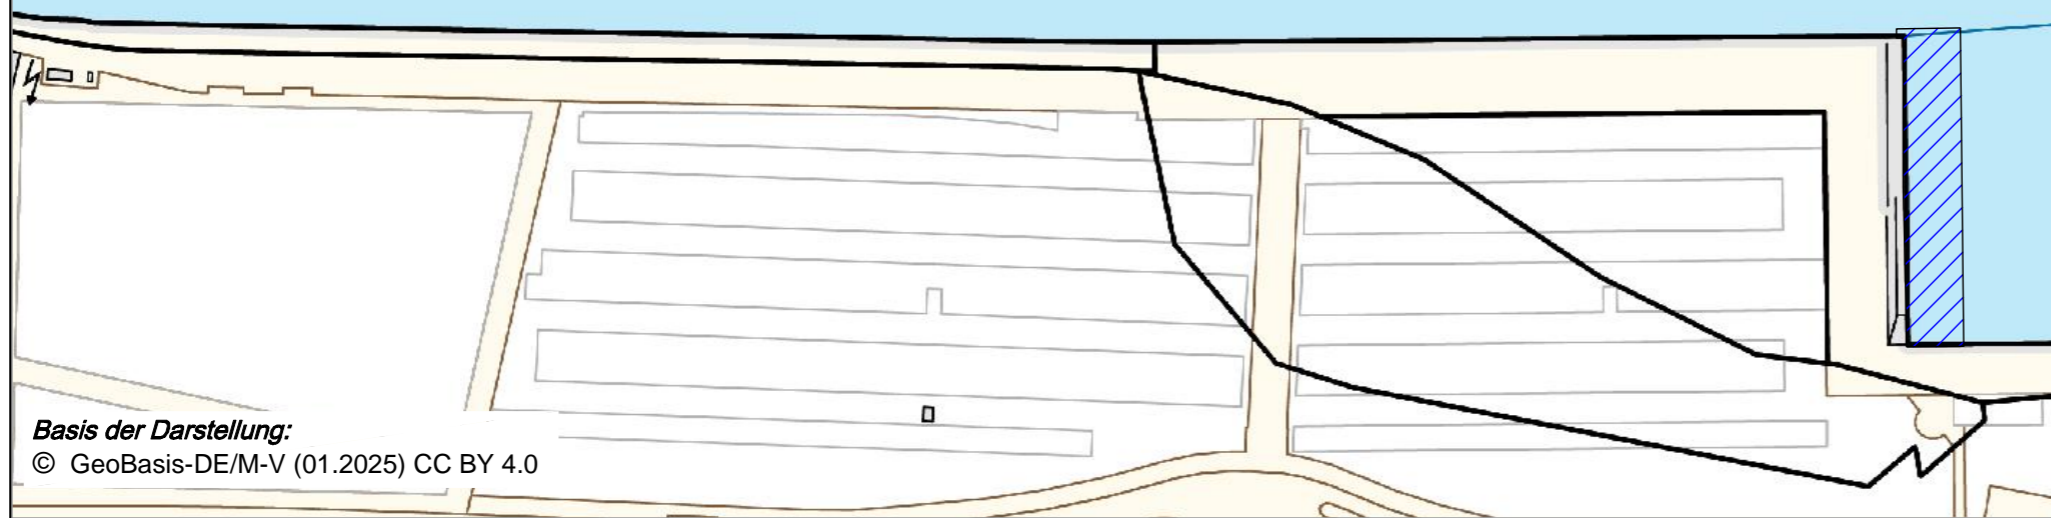 Basis der Darstellung:
© GeoBasis-DE/M-V (01.2025) CC BY 4.0